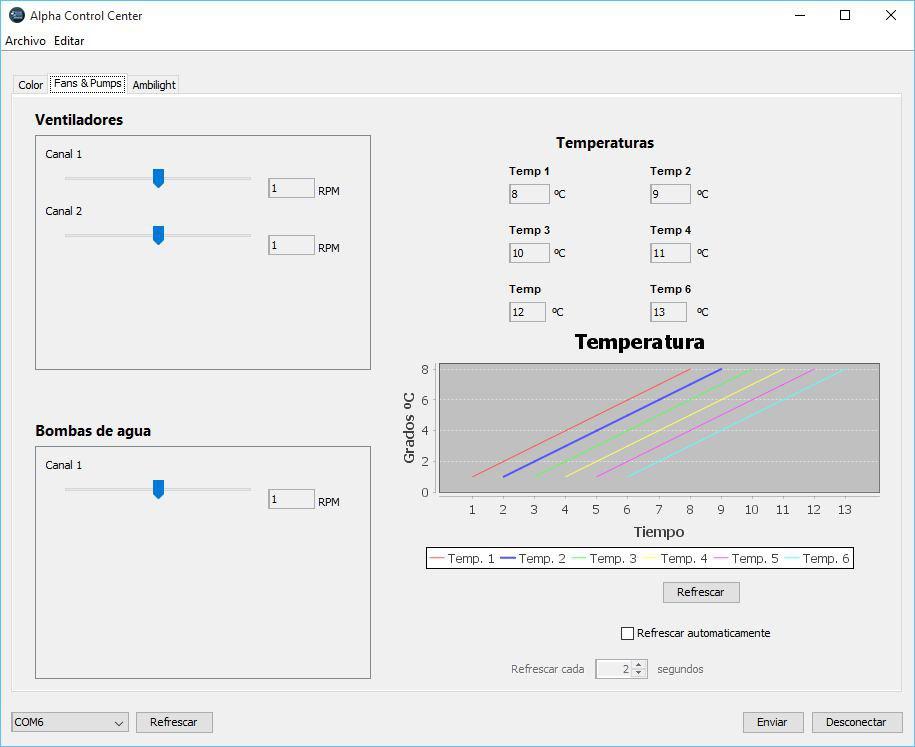 Alpha Control Center
Archivo Editar
Color Fans & Pumps Ambilight
Ventiladores
Canal 1
1 RPM
Canal 2
1 RPM
Bombas de agua
Canal 1
1 RPM
Temperaturas
Temp 1 Temp 2
8 ºC 9 ºC
Temp 3 Temp 4
10 ºC 11 ºC
Temp Temp 6
12 ºC 13 ºC
Temperatura
Grados ºC
8
6
4
2
0
1 2 3 4 5 6 7 8 9 10 11 12 13
Tiempo
Temp. 1 Temp. 2 Temp. 3 Temp. 4 Temp. 5 Temp. 6
Refrescar
Refrescar automaticamente
Refrescar cada 2 segundos
COM6 Refrescar Enviar Desconectar